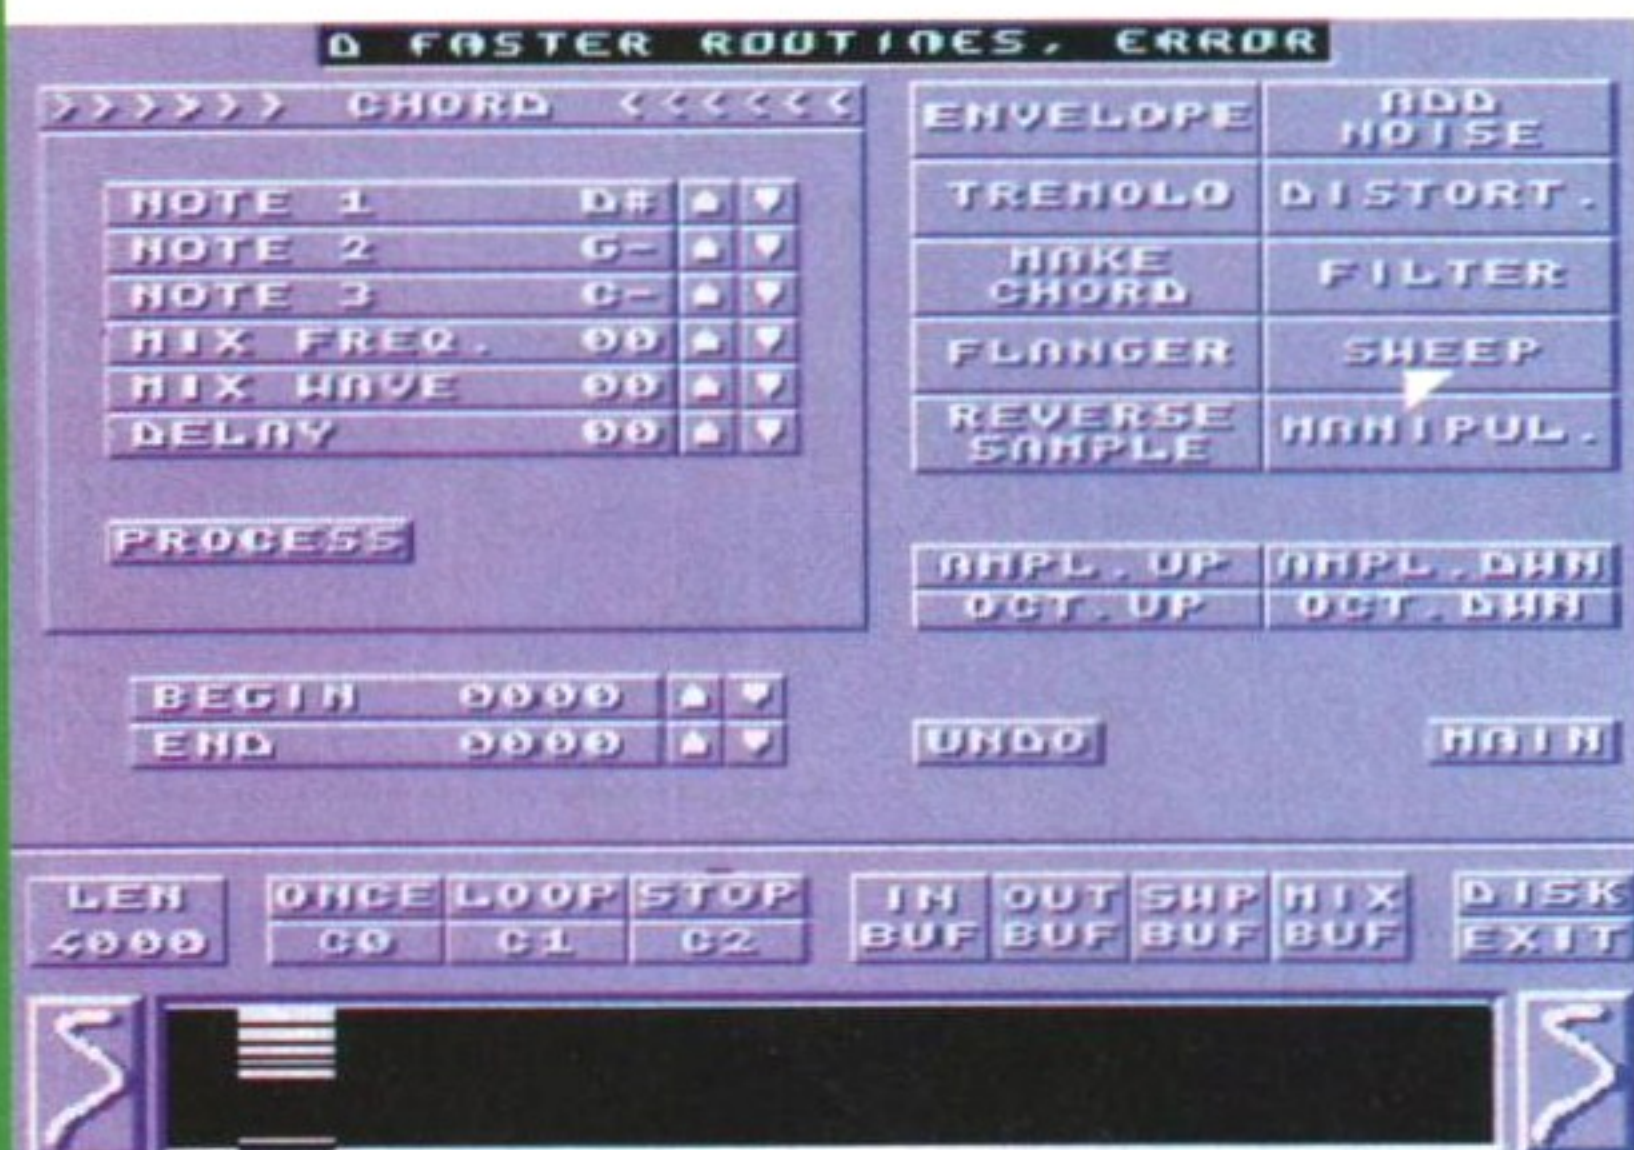 D FASTER ROUTINES, ERROR
>>>>>> CHORD <<<<<<
NOTE 1 D#
NOTE 2 G-
NOTE 3 C-
MIX FREQ. 00
MIX WAVE 00
DELAY 00
PROCESS
BEGIN 0000
END 0000
ENVELOPE
ADD
NOISE
TREMOLO
DISTORT.
MAKE
CHORD
FILTER
FLANGER
SWEEP
REVERSE
SAMPLE
MANIPUL.
AMPL.UP
AMPL.DWN
OCT.UP
OCT.DWN
UNDO
MAIN
LEN
4000
ONCE LOOP STOP
C0 C1 C2
IN
BUF
OUT
BUF
SWP
BUF
MIX
BUF
DISK
EXIT